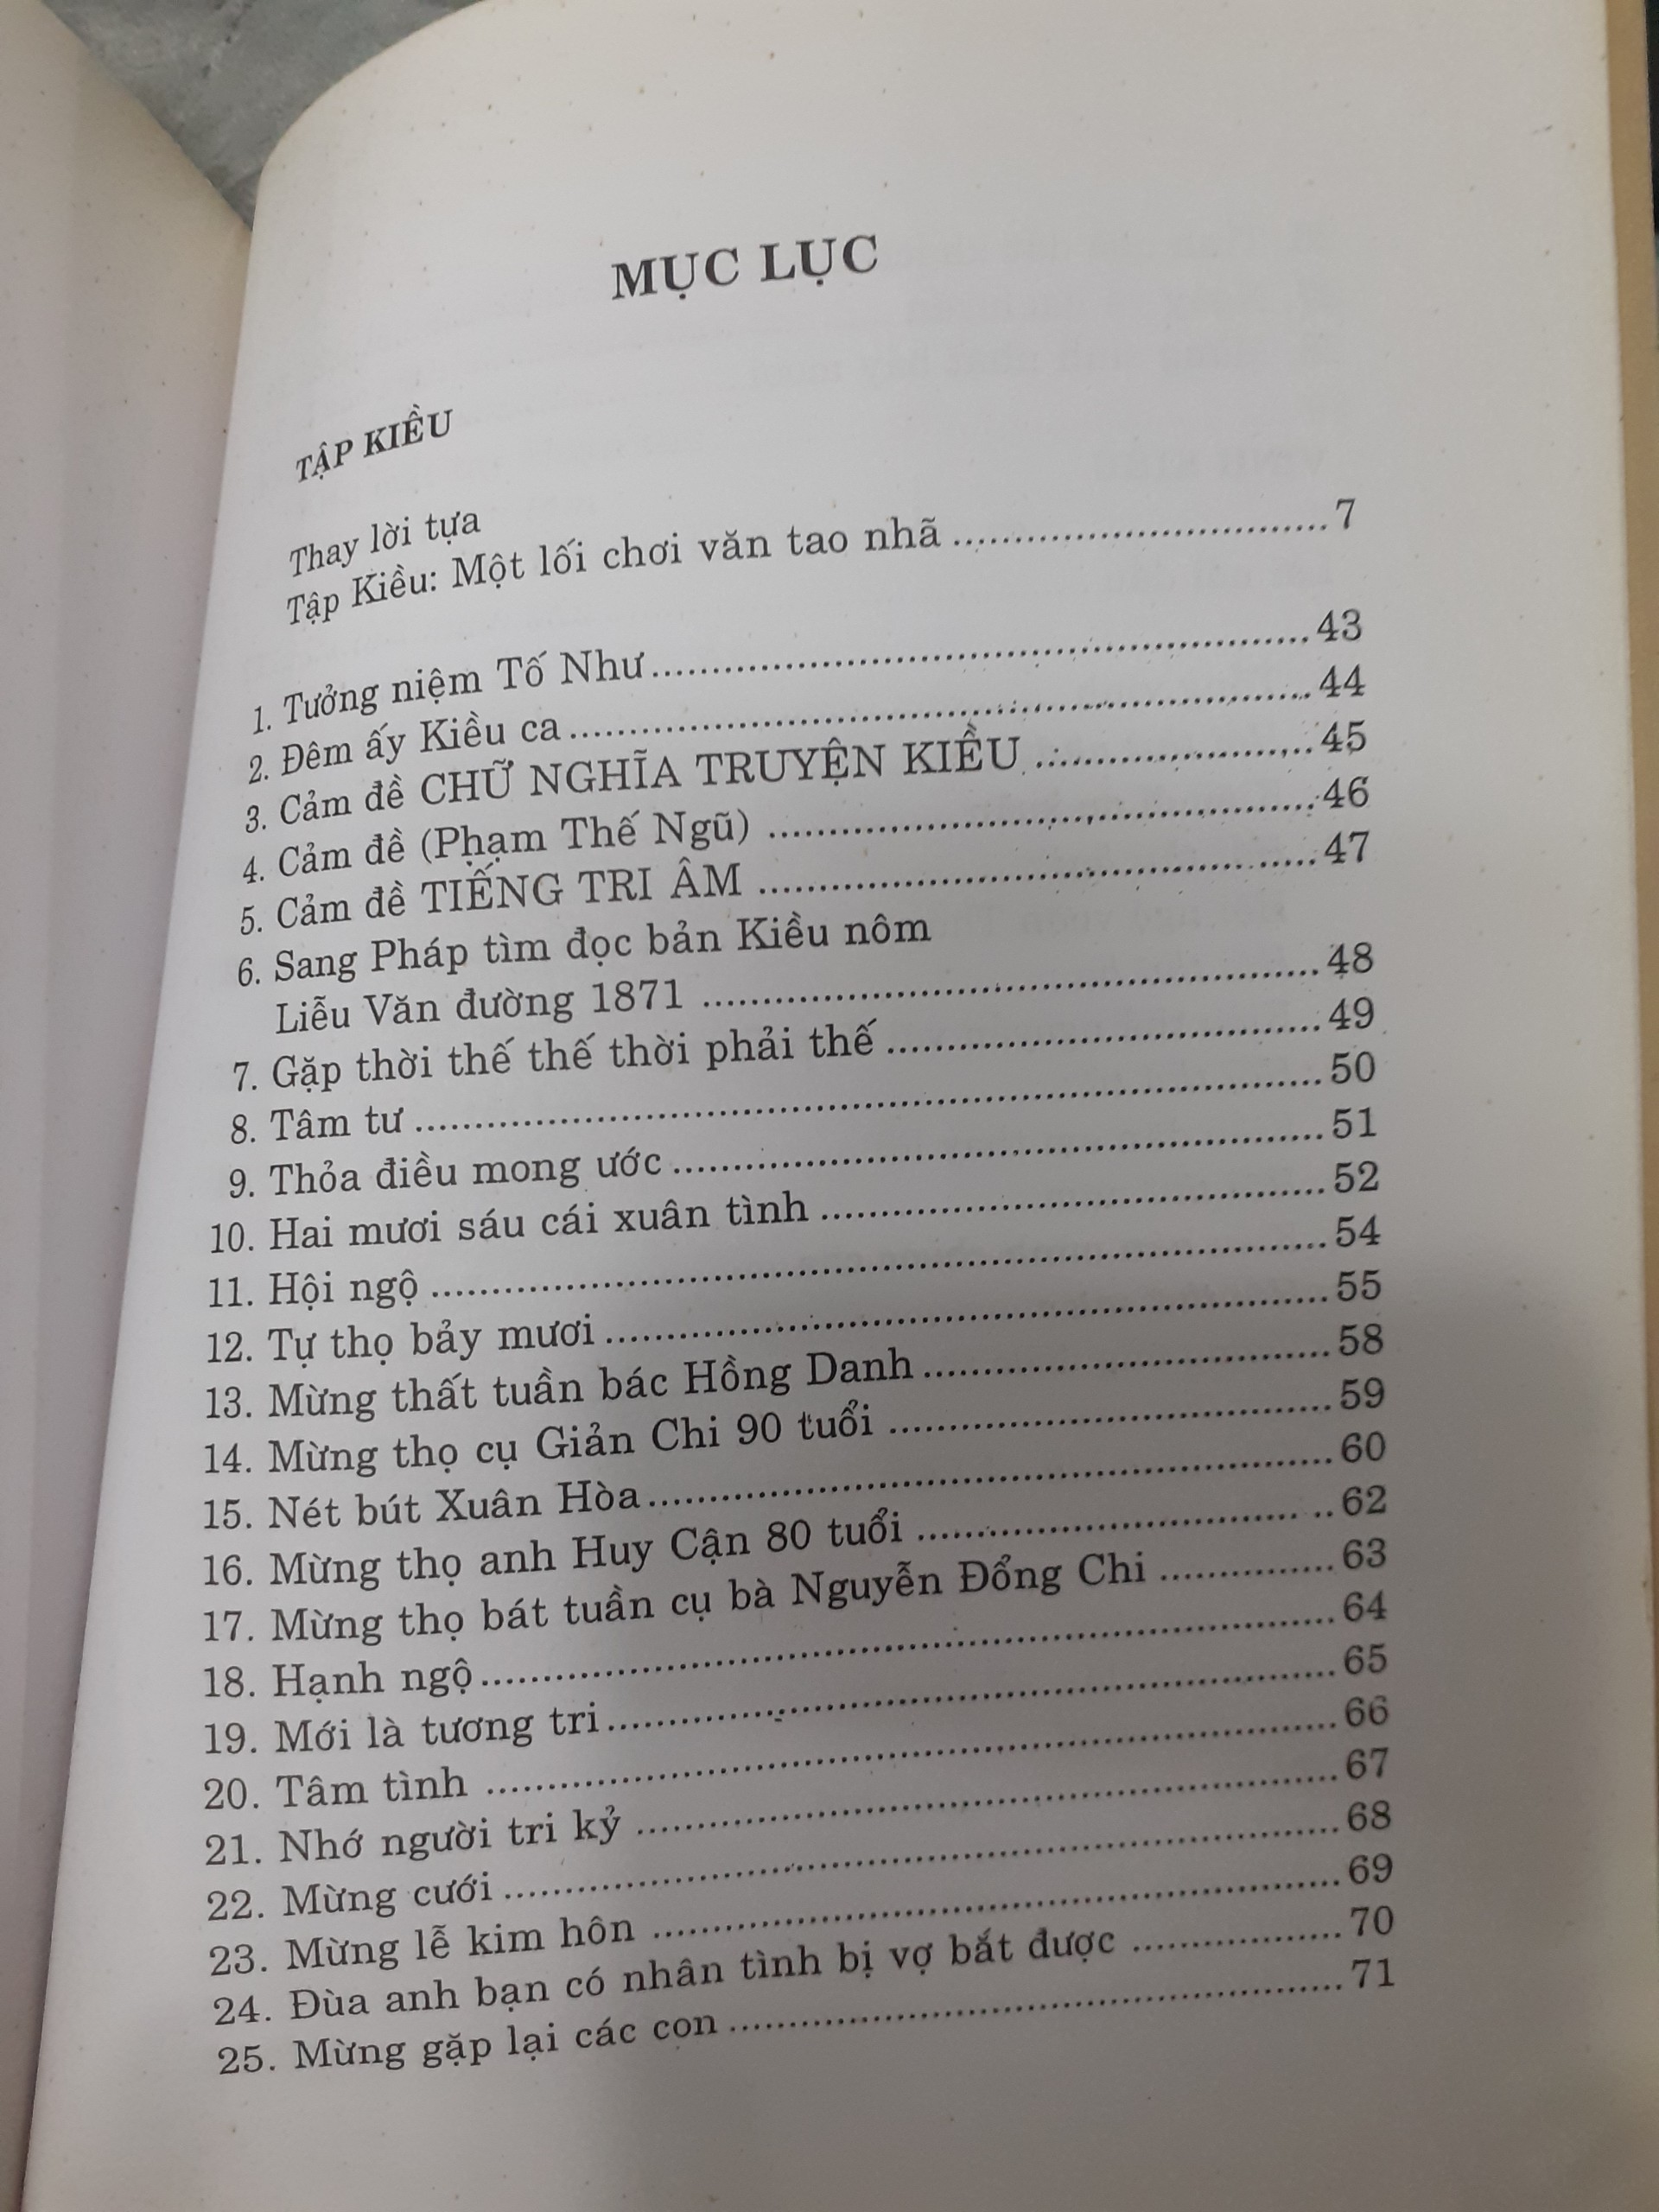 MỤC LỤC
TẬP KIỀU
Thay lời tựa
Tập Kiều: Một lối chơi văn tao nhã ........................ 7
1. Tưởng niệm Tố Như ........................ 43
2. Đêm ấy Kiều ca ........................ 44
3. Cảm đề CHỮ NGHĨA TRUYỆN KIỀU ........................ 45
4. Cảm đề (Phạm Thế Ngũ) ........................ 46
5. Cảm đề TIẾNG TRI ÂM ........................ 47
6. Sang Pháp tìm đọc bản Kiều nôm
Liễu Văn đường 1871 ........................ 48
7. Gặp thời thế thế thời phải thế ........................ 49
8. Tâm tư ........................ 50
9. Thỏa điều mong ước ........................ 51
10. Hai mươi sáu cái xuân tình ........................ 52
11. Hội ngộ ........................ 54
12. Tự thọ bảy mươi ........................ 55
13. Mừng thất tuần bác Hồng Danh ........................ 58
14. Mừng thọ cụ Giản Chi 90 tuổi ........................ 59
15. Nét bút Xuân Hòa ........................ 60
16. Mừng thọ anh Huy Cận 80 tuổi ........................ 62
17. Mừng thọ bát tuần cụ bà Nguyễn Đổng Chi ........................ 63
18. Hạnh ngộ ........................ 64
19. Mới là tương tri ........................ 65
20. Tâm tình ........................ 66
21. Nhớ người tri kỷ ........................ 67
22. Mừng cưới ........................ 68
23. Mừng lễ kim hôn ........................ 69
24. Đùa anh bạn có nhân tình bị vợ bắt được ........................ 70
25. Mừng gặp lại các con ........................ 71